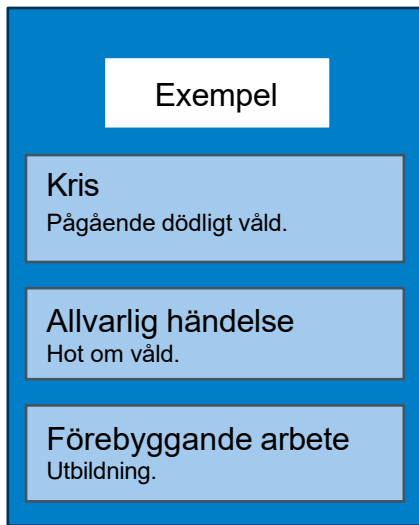 Exempel
Kris
Pågående dödligt våld.
Allvarlig händelse
Hot om våld.
Förebyggande arbete
Utbildning.